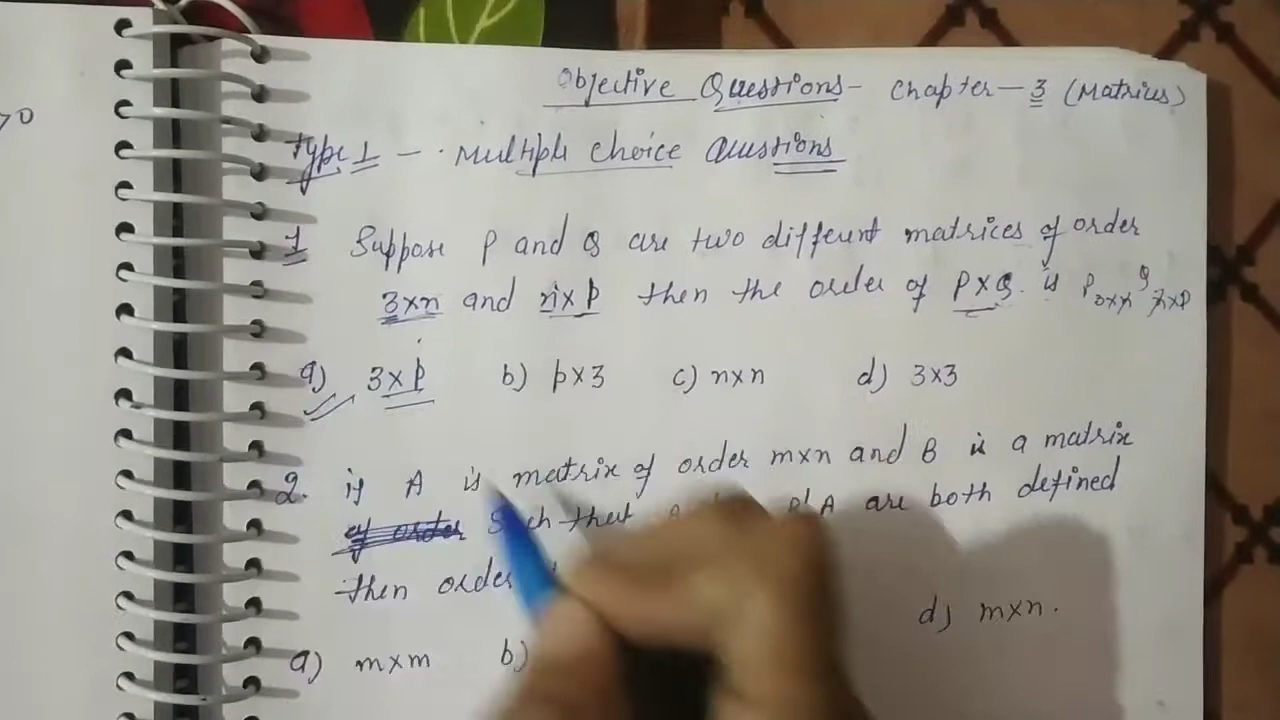 >0
Objective Questions- Chapter-3 (Matrices)
Type 1 - Multiple choice Questions
1 Suppose P and Q are two different matrices of order
3×n and n×p then the order of P×Q is P3×n Qn×p
a) 3×p b) p×3 c) n×n d) 3×3
2. if A is matrix of order m×n and B is a matrix
of order Such that B'A are both defined
then order
d) m×n.
a) m×m b)